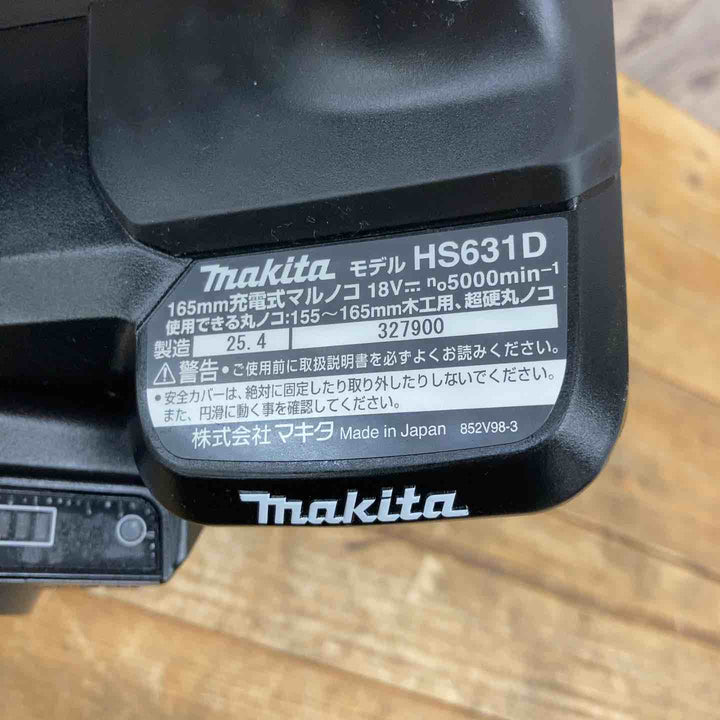 makita モデル HS631D
165mm充電式マルノコ 18V⎓ n₀5000min⁻¹
使用できる丸ノコ:155～165mm木工用、超硬丸ノコ
製造 25.4 327900
⚠警告 •ご使用前に取扱説明書を必ずよくお読みください。
•安全カバーは、絶対に固定したり取り外したりしないでください。
また、円滑に動く事を確認してください。
株式会社マキタ Made in Japan 852V98-3
makita